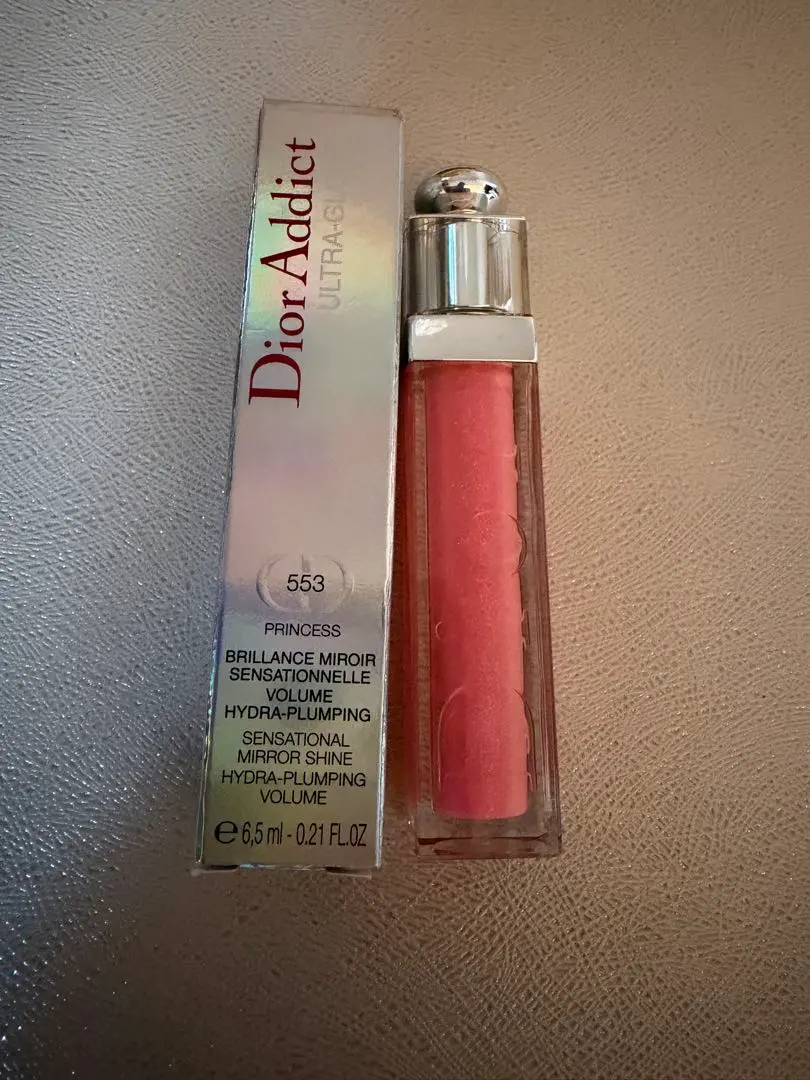 Dior Addict
553
PRINCESS
BRILLANCE MIROIR
SENSATIONNELLE
VOLUME
HYDRA-PLUMPING
SENSATIONAL
MIRROR SHINE
HYDRA-PLUMPING
VOLUME
e 6,5 ml - 0.21 FL.OZ